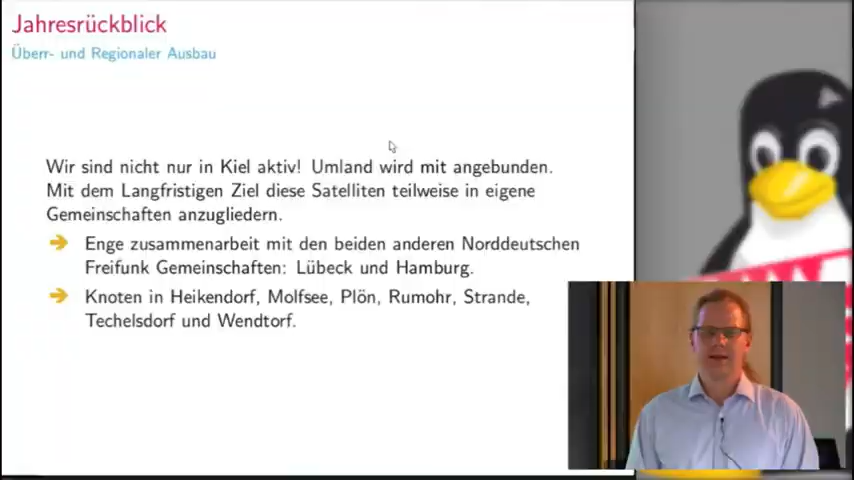 Jahresrückblick
Überr- und Regionaler Ausbau
Wir sind nicht nur in Kiel aktiv! Umland wird mit angebunden.
Mit dem Langfristigen Ziel diese Satelliten teilweise in eigene
Gemeinschaften anzugliedern.
➔ Enge zusammenarbeit mit den beiden anderen Norddeutschen
Freifunk Gemeinschaften: Lübeck und Hamburg.
➔ Knoten in Heikendorf, Molfsee, Plön, Rumohr, Strande,
Techelsdorf und Wendtorf.